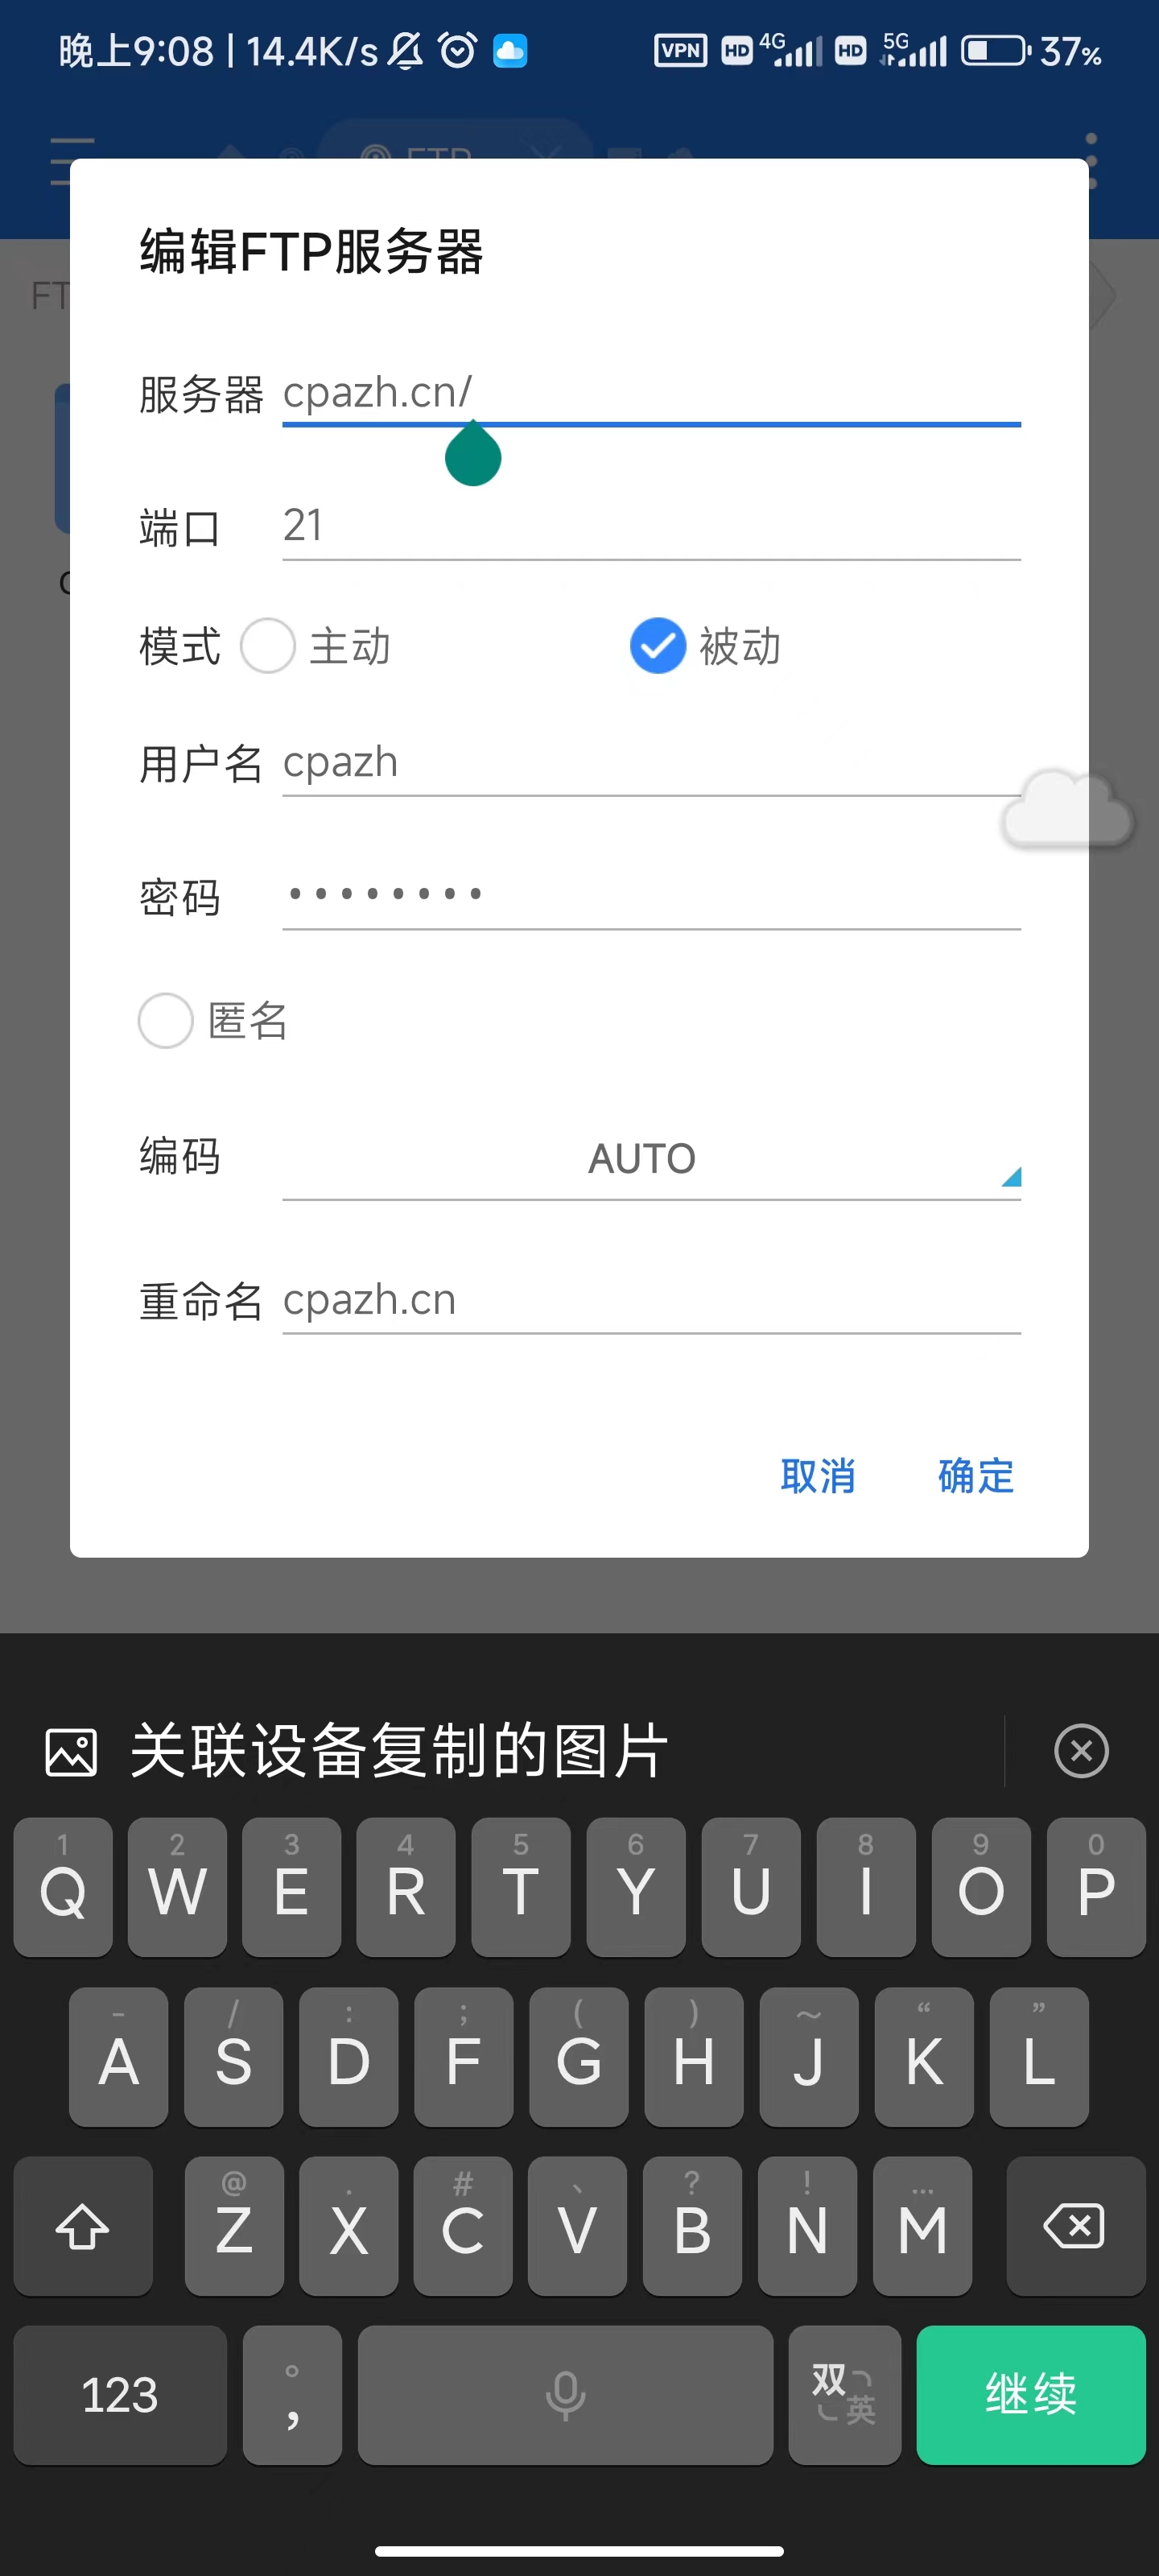 晚上9:08 | 14.4K/s VPN HD 4G HD 5G 37%
FTP
编辑FTP服务器
FT
服务器 cpazh.cn/
端口 21
模式 主动 被动
用户名 cpazh
密码 ••••••••
匿名
编码 AUTO
重命名 cpazh.cn
取消 确定
关联设备复制的图片
1 2 3 4 5 6 7 8 9 0
Q W E R T Y U I O P
- / : ; ( ) ~ “ ”
A S D F G H J K L
@ . # 、 ? ! …
Z X C V B N M
123 ° , 双 英 继续